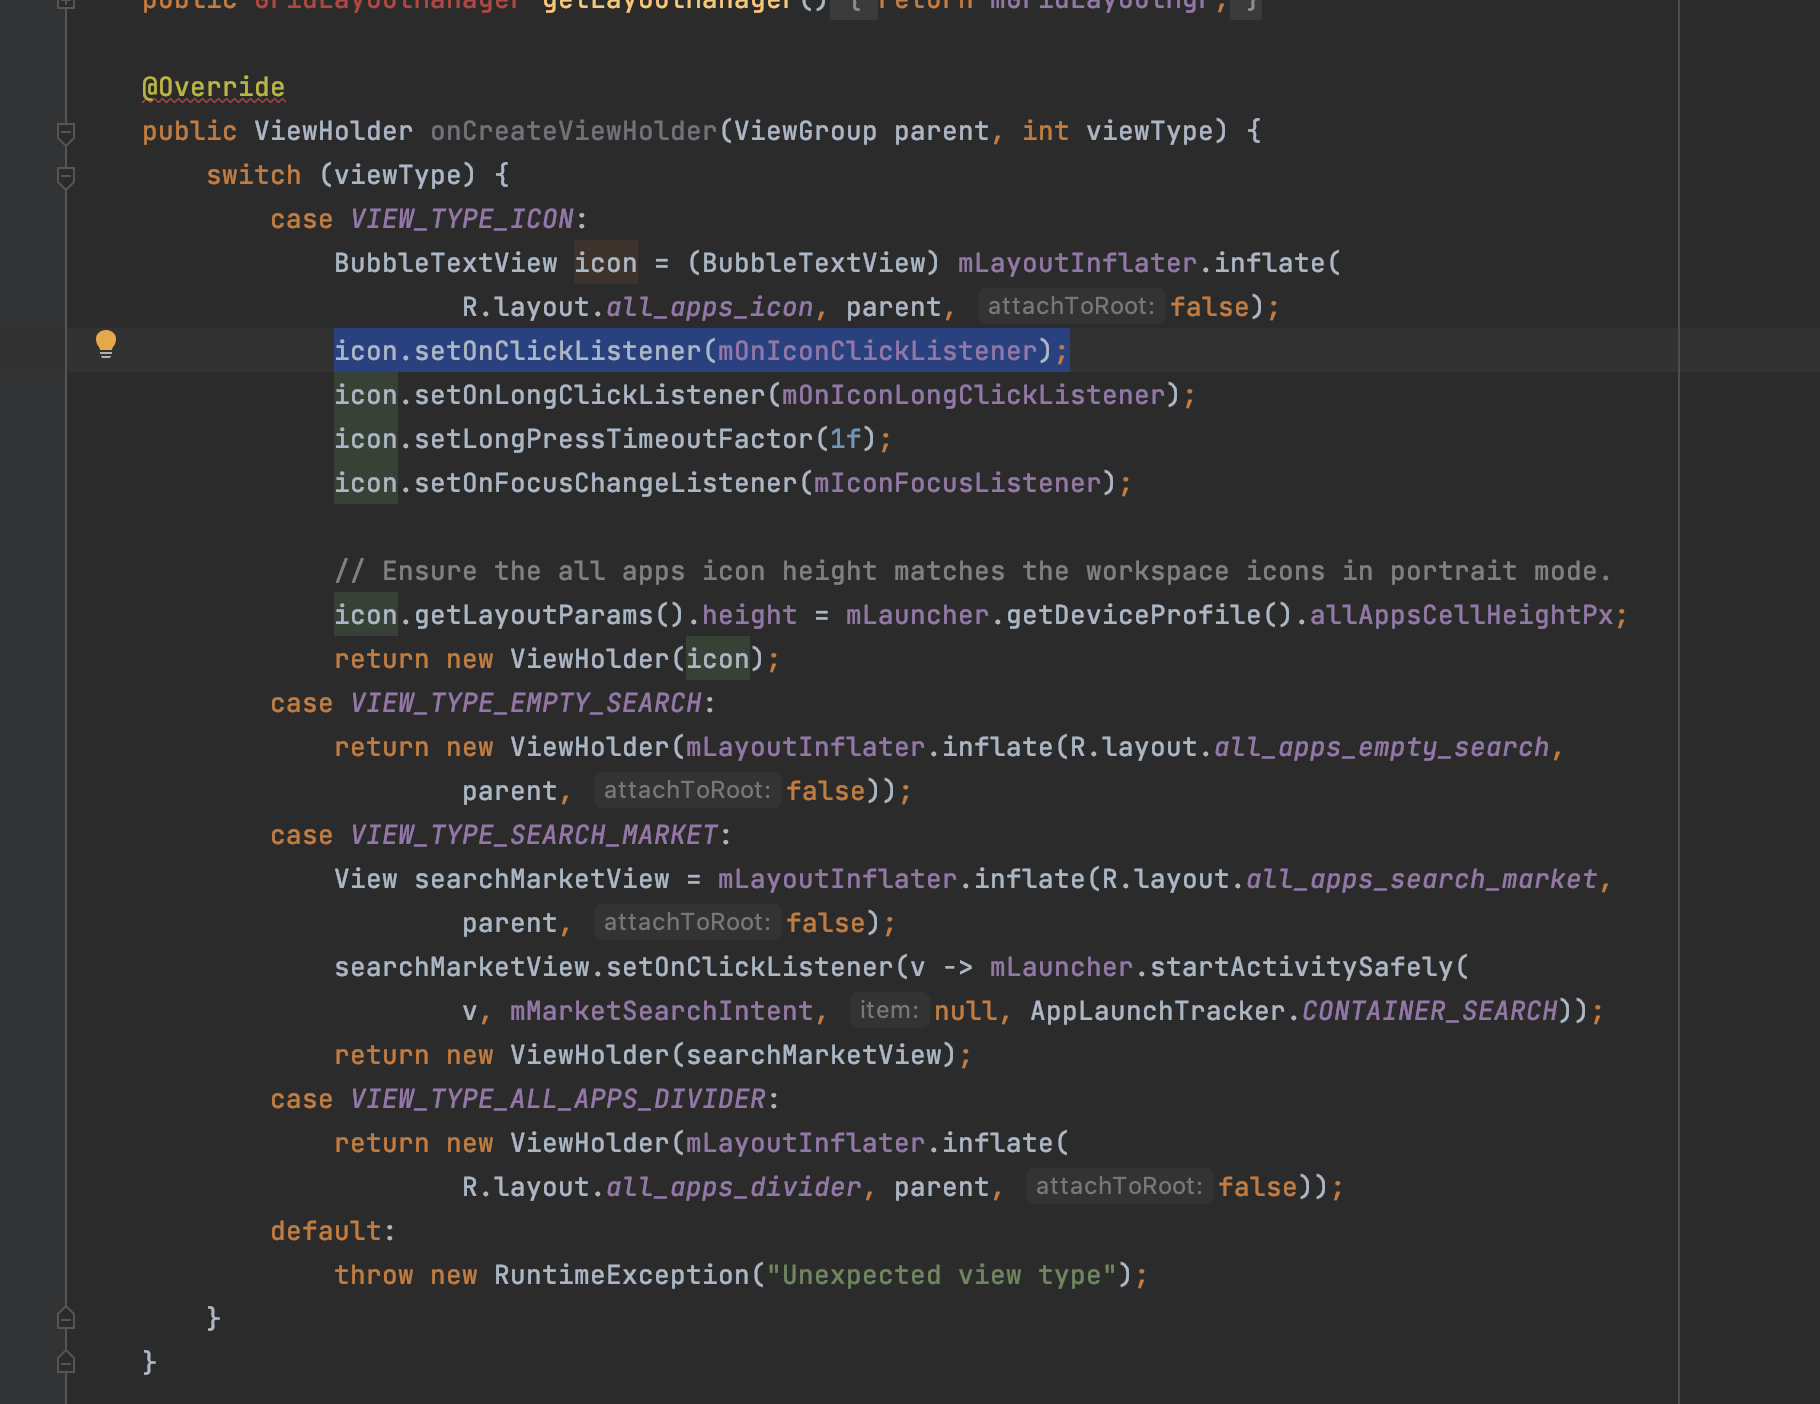 public GridLayoutManager getLayoutManager() { return mGridLayoutMgr; }
@Override
public ViewHolder onCreateViewHolder(ViewGroup parent, int viewType) {
switch (viewType) {
case VIEW_TYPE_ICON:
BubbleTextView icon = (BubbleTextView) mLayoutInflater.inflate(
R.layout.all_apps_icon, parent, attachToRoot: false);
icon.setOnClickListener(mOnIconClickListener);
icon.setOnLongClickListener(mOnIconLongClickListener);
icon.setLongPressTimeoutFactor(1f);
icon.setOnFocusChangeListener(mIconFocusListener);
// Ensure the all apps icon height matches the workspace icons in portrait mode.
icon.getLayoutParams().height = mLauncher.getDeviceProfile().allAppsCellHeightPx;
return new ViewHolder(icon);
case VIEW_TYPE_EMPTY_SEARCH:
return new ViewHolder(mLayoutInflater.inflate(R.layout.all_apps_empty_search,
parent, attachToRoot: false));
case VIEW_TYPE_SEARCH_MARKET:
View searchMarketView = mLayoutInflater.inflate(R.layout.all_apps_search_market,
parent, attachToRoot: false);
searchMarketView.setOnClickListener(v -> mLauncher.startActivitySafely(
v, mMarketSearchIntent, item: null, AppLaunchTracker.CONTAINER_SEARCH));
return new ViewHolder(searchMarketView);
case VIEW_TYPE_ALL_APPS_DIVIDER:
return new ViewHolder(mLayoutInflater.inflate(
R.layout.all_apps_divider, parent, attachToRoot: false));
default:
throw new RuntimeException("Unexpected view type");
}
}